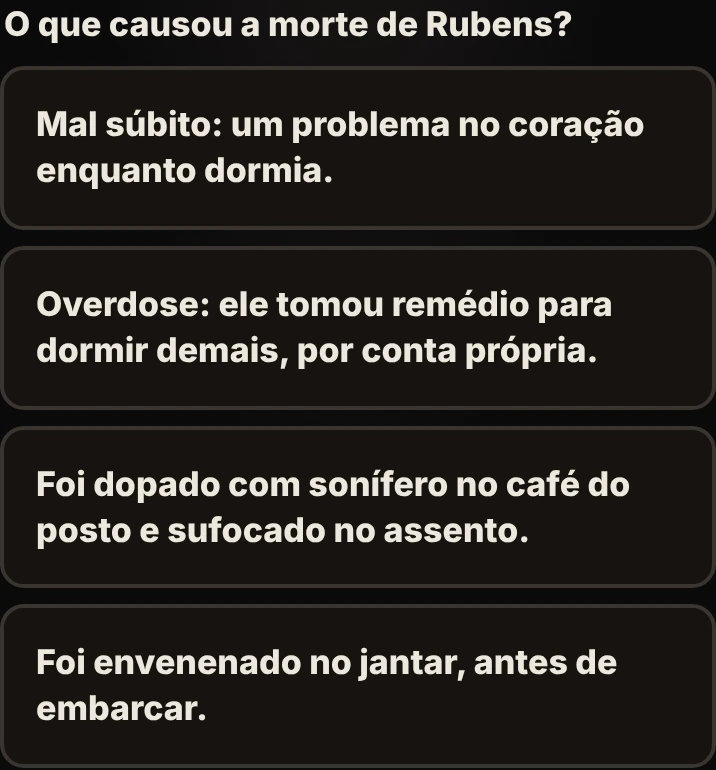 O que causou a morte de Rubens?
Mal súbito: um problema no coração
enquanto dormia.
Overdose: ele tomou remédio para
dormir demais, por conta própria.
Foi dopado com sonífero no café do
posto e sufocado no assento.
Foi envenenado no jantar, antes de
embarcar.